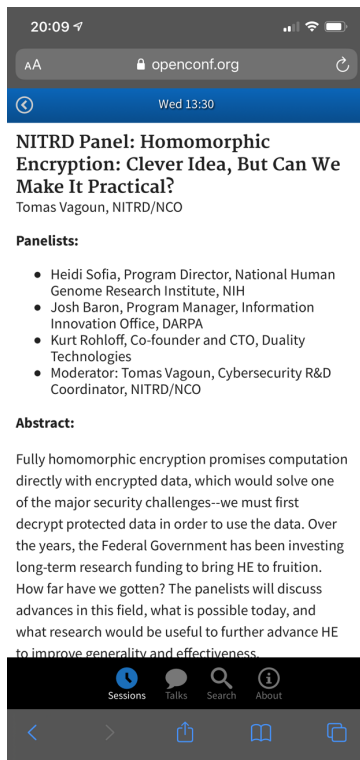 20:09
AA openconf.org
Wed 13:30
NITRD Panel: Homomorphic
Encryption: Clever Idea, But Can We
Make It Practical?
Tomas Vagoun, NITRD/NCO
Panelists:
● Heidi Sofia, Program Director, National Human
Genome Research Institute, NIH
● Josh Baron, Program Manager, Information
Innovation Office, DARPA
● Kurt Rohloff, Co-founder and CTO, Duality
Technologies
● Moderator: Tomas Vagoun, Cybersecurity R&D
Coordinator, NITRD/NCO
Abstract:
Fully homomorphic encryption promises computation
directly with encrypted data, which would solve one
of the major security challenges--we must first
decrypt protected data in order to use the data. Over
the years, the Federal Government has been investing
long-term research funding to bring HE to fruition.
How far have we gotten? The panelists will discuss
advances in this field, what is possible today, and
what research would be useful to further advance HE
to improve generality and effectiveness.
Sessions Talks Search About